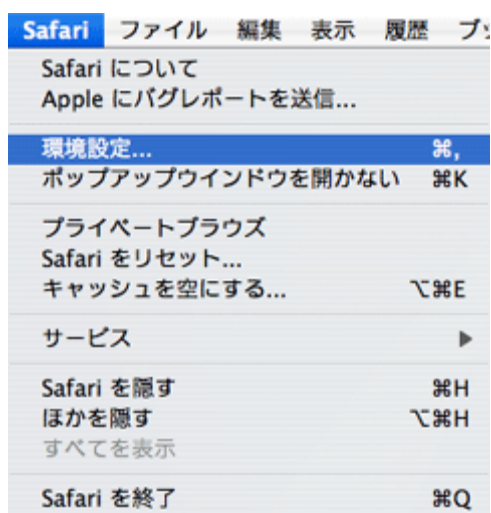 Safari ファイル 編集 表示 履歴
Safari について
Apple にバグレポートを送信...
環境設定... ⌘,
ポップアップウインドウを開かない ⌘K
プライベートブラウズ
Safari をリセット...
キャッシュを空にする... ⌥⌘E
サービス ▶
Safari を隠す ⌘H
ほかを隠す ⌥⌘H
すべてを表示
Safari を終了 ⌘Q